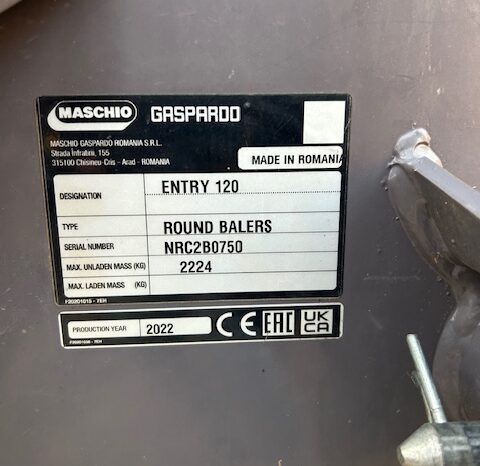 MASCHIO GASPARDO
MASCHIO GASPARDO ROMANIA S.R.L.
Strada Infratirii, 155
315100 Chisineu-Cris - Arad - ROMANIA
MADE IN ROMANIA
DESIGNATION ENTRY 120
TYPE ROUND BALERS
SERIAL NUMBER NRC2B0750
MAX. UNLADEN MASS (KG) 2224
MAX. LADEN MASS (KG)
F20201015 - 7EH
PRODUCTION YEAR 2022 CE EAC UK CA